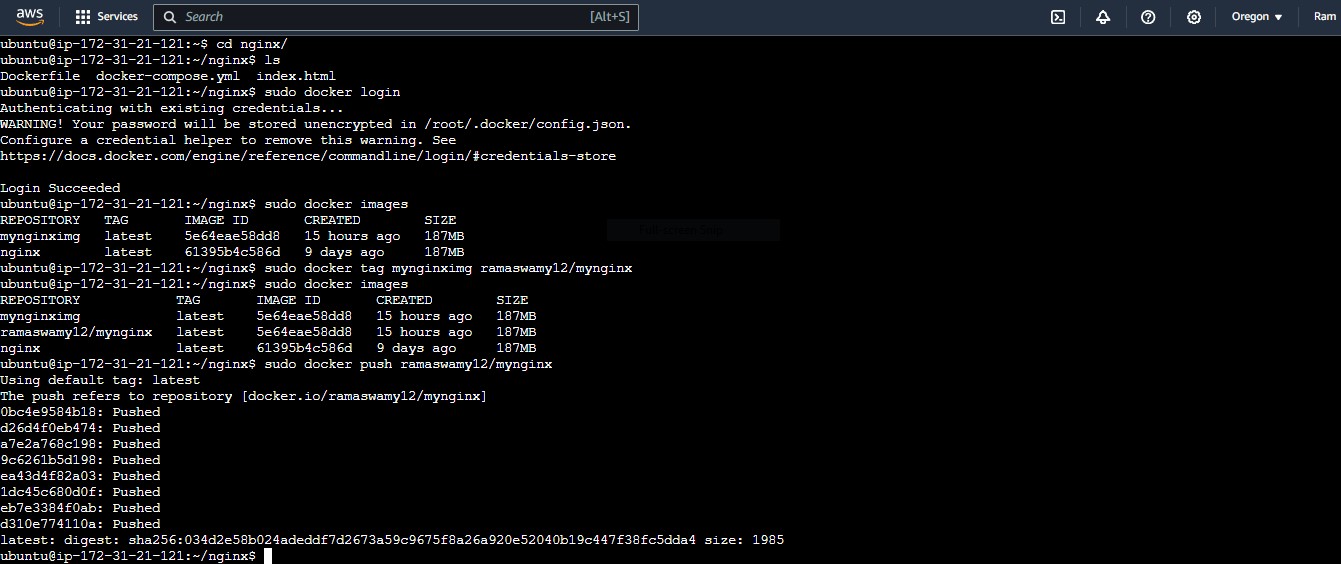 aws Services Search [Alt+S] Oregon Ram
ubuntu@ip-172-31-21-121:~$ cd nginx/
ubuntu@ip-172-31-21-121:~/nginx$ ls
Dockerfile  docker-compose.yml  index.html
ubuntu@ip-172-31-21-121:~/nginx$ sudo docker login
Authenticating with existing credentials...
WARNING! Your password will be stored unencrypted in /root/.docker/config.json.
Configure a credential helper to remove this warning. See
https://docs.docker.com/engine/reference/commandline/login/#credentials-store
Login Succeeded
ubuntu@ip-172-31-21-121:~/nginx$ sudo docker images
REPOSITORY   TAG       IMAGE ID       CREATED        SIZE
mynginximg   latest    5e64eae58dd8   15 hours ago   187MB
nginx        latest    61395b4c586d   9 days ago     187MB
ubuntu@ip-172-31-21-121:~/nginx$ sudo docker tag mynginximg ramaswamy12/mynginx
ubuntu@ip-172-31-21-121:~/nginx$ sudo docker images
REPOSITORY            TAG       IMAGE ID       CREATED        SIZE
mynginximg            latest    5e64eae58dd8   15 hours ago   187MB
ramaswamy12/mynginx   latest    5e64eae58dd8   15 hours ago   187MB
nginx                 latest    61395b4c586d   9 days ago     187MB
ubuntu@ip-172-31-21-121:~/nginx$ sudo docker push ramaswamy12/mynginx
Using default tag: latest
The push refers to repository [docker.io/ramaswamy12/mynginx]
0bc4e9584b18: Pushed
d26d4f0eb474: Pushed
a7e2a768c198: Pushed
9c6261b5d198: Pushed
ea43d4f82a03: Pushed
1dc45c680d0f: Pushed
eb7e3384f0ab: Pushed
d310e774110a: Pushed
latest: digest: sha256:034d2e58b024adeddf7d2673a59c9675f8a26a920e52040b19c447f38fc5dda4 size: 1985
ubuntu@ip-172-31-21-121:~/nginx$